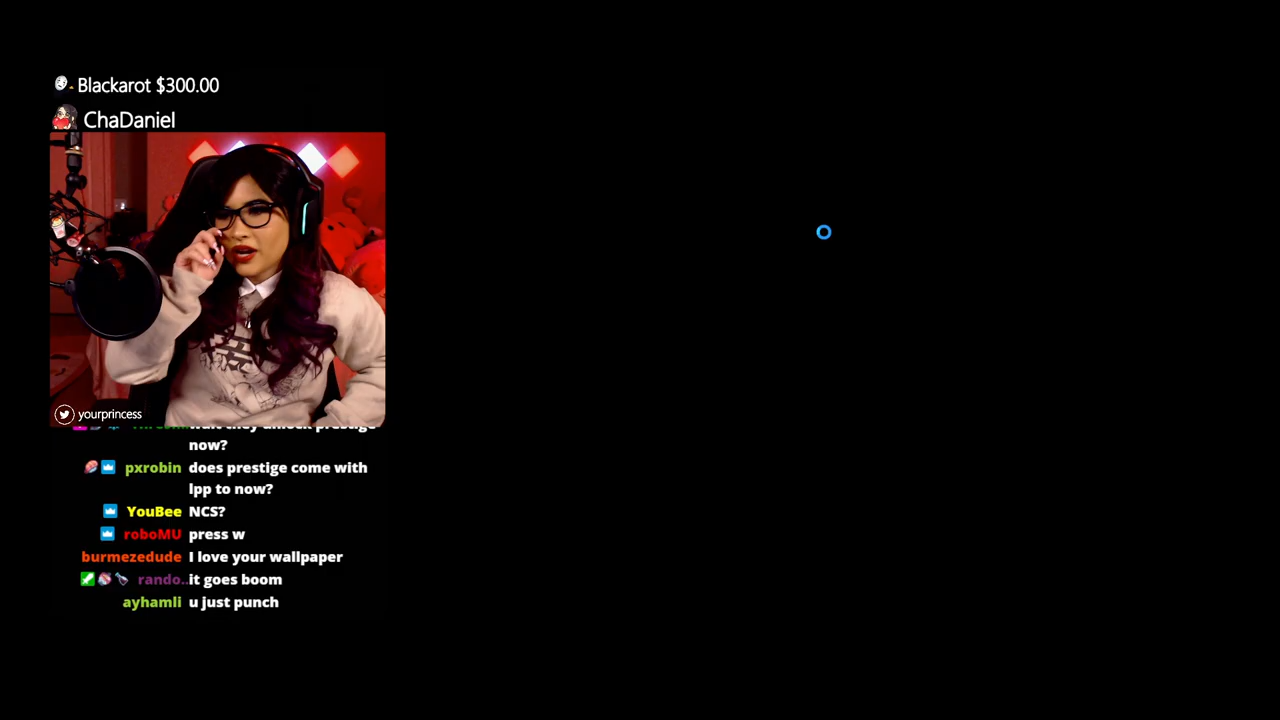 Blackarot $300.00
ChaDaniel
yourprincess
now?
pxrobin does prestige come with
lpp to now?
YouBee NCS?
roboMU press w
burmezedude I love your wallpaper
rando.. it goes boom
ayhamli u just punch